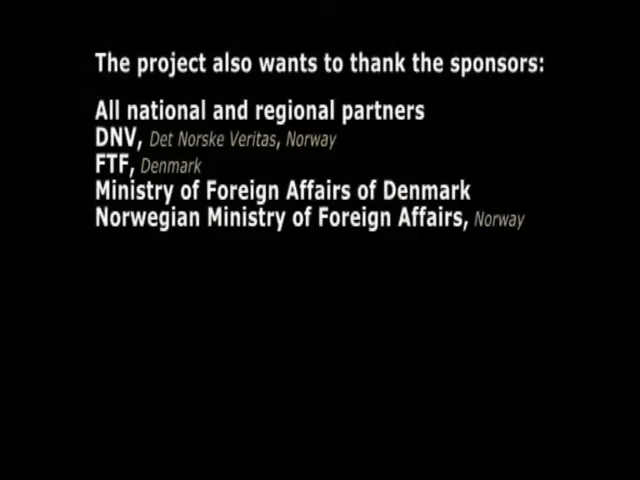 The project also wants to thank the sponsors:
All national and regional partners
DNV, Det Norske Veritas, Norway
FTF, Denmark
Ministry of Foreign Affairs of Denmark
Norwegian Ministry of Foreign Affairs, Norway